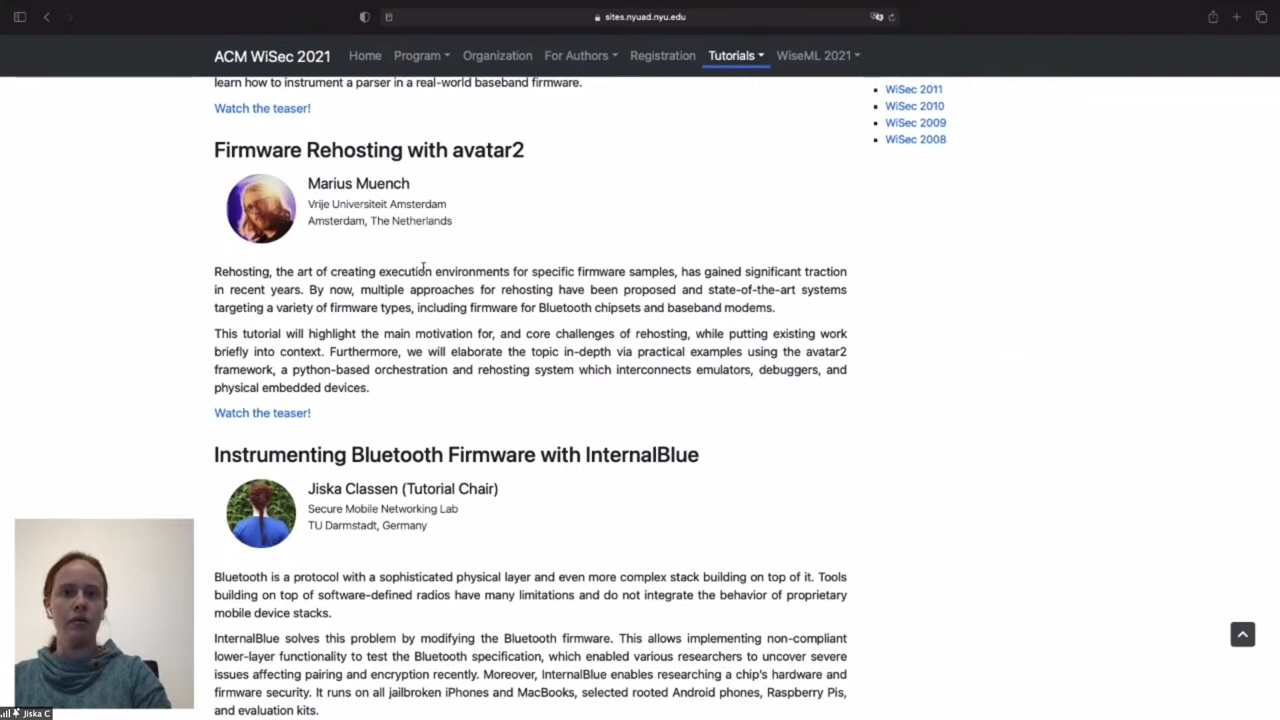 sites.nyuad.nyu.edu
ACM WiSec 2021 Home Program Organization For Authors Registration Tutorials WiseML 2021
learn how to instrument a parser in a real-world baseband firmware.
Watch the teaser!
WiSec 2011
WiSec 2010
WiSec 2009
WiSec 2008
Firmware Rehosting with avatar2
Marius Muench
Vrije Universiteit Amsterdam
Amsterdam, The Netherlands
Rehosting, the art of creating execution environments for specific firmware samples, has gained significant traction
in recent years. By now, multiple approaches for rehosting have been proposed and state-of-the-art systems
targeting a variety of firmware types, including firmware for Bluetooth chipsets and baseband modems.
This tutorial will highlight the main motivation for, and core challenges of rehosting, while putting existing work
briefly into context. Furthermore, we will elaborate the topic in-depth via practical examples using the avatar2
framework, a python-based orchestration and rehosting system which interconnects emulators, debuggers, and
physical embedded devices.
Watch the teaser!
Instrumenting Bluetooth Firmware with InternalBlue
Jiska Classen (Tutorial Chair)
Secure Mobile Networking Lab
TU Darmstadt, Germany
Bluetooth is a protocol with a sophisticated physical layer and even more complex stack building on top of it. Tools
building on top of software-defined radios have many limitations and do not integrate the behavior of proprietary
mobile device stacks.
InternalBlue solves this problem by modifying the Bluetooth firmware. This allows implementing non-compliant
lower-layer functionality to test the Bluetooth specification, which enabled various researchers to uncover severe
issues affecting pairing and encryption recently. Moreover, InternalBlue enables researching a chip's hardware and
firmware security. It runs on all jailbroken iPhones and MacBooks, selected rooted Android phones, Raspberry Pis,
and evaluation kits.
Jiska C